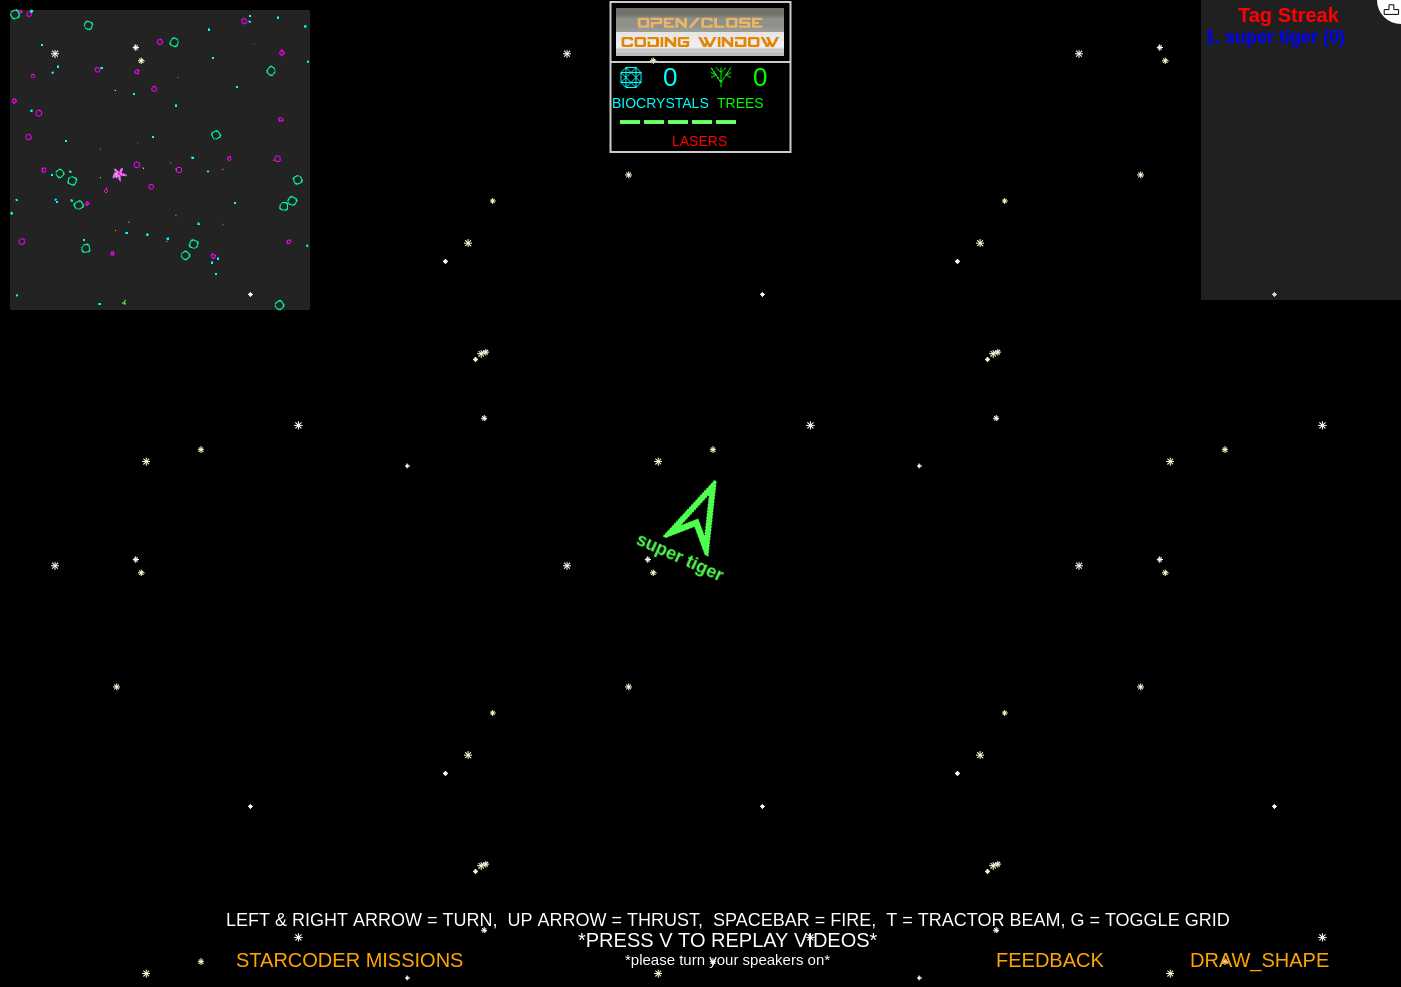 OPEN/CLOSE
CODING WINDOW
0 0
BIOCRYSTALS TREES
LASERS
Tag Streak
1. super tiger (0)
super tiger
LEFT & RIGHT ARROW = TURN, UP ARROW = THRUST, SPACEBAR = FIRE, T = TRACTOR BEAM, G = TOGGLE GRID
*PRESS V TO REPLAY VIDEOS*
*please turn your speakers on*
STARCODER MISSIONS FEEDBACK DRAW_SHAPE